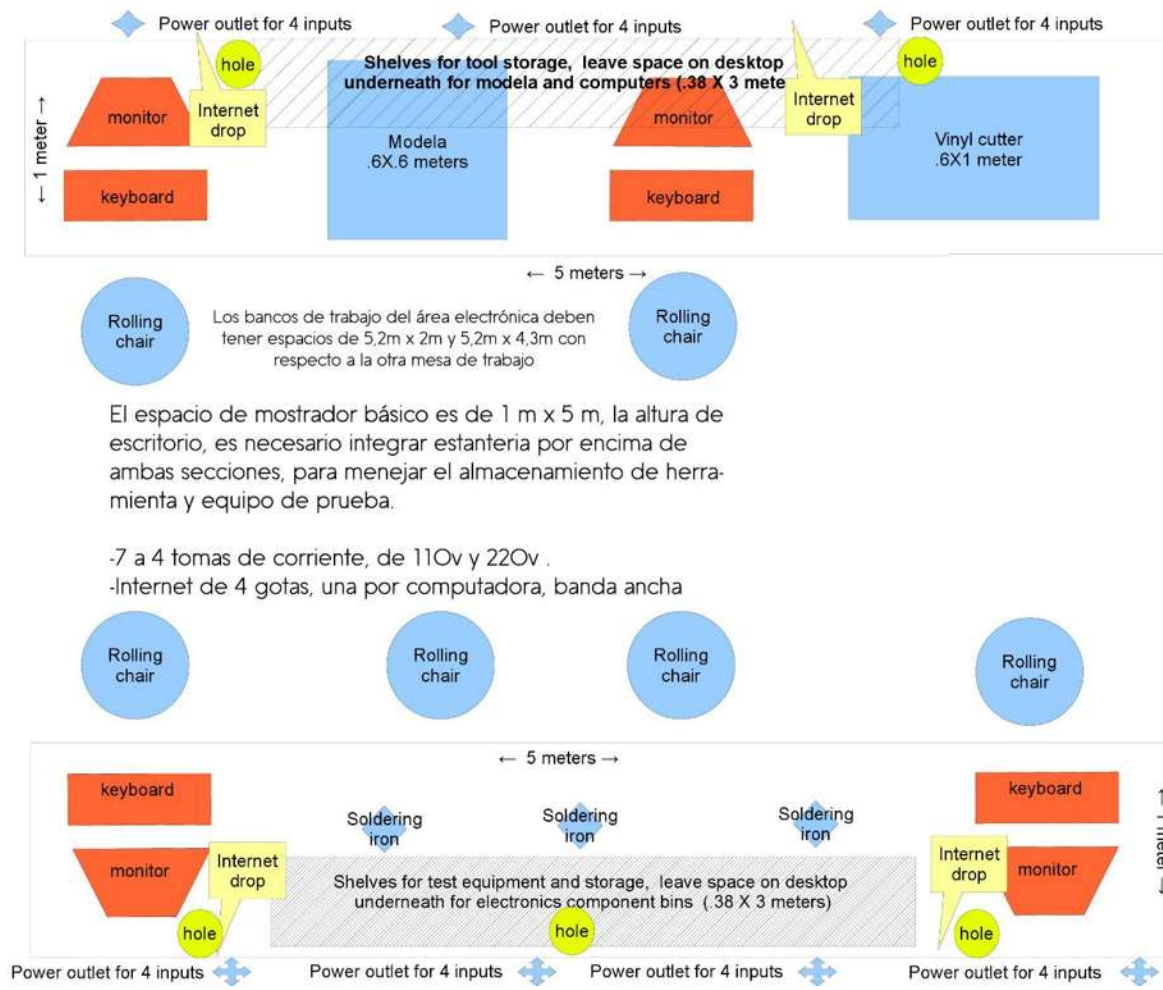 Power outlet for 4 inputs
Power outlet for 4 inputs
Power outlet for 4 inputs
hole
Shelves for tool storage, leave space on desktop
underneath for modela and computers (.38 X 3 mete
hole
← 1 meter →
monitor
Internet
drop
Modela
.6X.6 meters
monitor
Internet
drop
Vinyl cutter
.6X1 meter
keyboard
keyboard
← 5 meters →
Rolling
chair
Los bancos de trabajo del área electrónica deben
tener espacios de 5,2m x 2m y 5,2m x 4,3m con
respecto a la otra mesa de trabajo
Rolling
chair
El espacio de mostrador básico es de 1 m x 5 m, la altura de
escritorio, es necesario integrar estanteria por encima de
ambas secciones, para menejar el almacenamiento de herra-
mienta y equipo de prueba.
-7 a 4 tomas de corriente, de 110v y 220v .
-Internet de 4 gotas, una por computadora, banda ancha
Rolling
chair
Rolling
chair
Rolling
chair
Rolling
chair
← 5 meters →
keyboard
keyboard
Soldering
iron
Soldering
iron
Soldering
iron
← 1 meter →
monitor
Internet
drop
Shelves for test equipment and storage, leave space on desktop
underneath for electronics component bins (.38 X 3 meters)
Internet
drop
monitor
hole
hole
hole
Power outlet for 4 inputs
Power outlet for 4 inputs
Power outlet for 4 inputs
Power outlet for 4 inputs